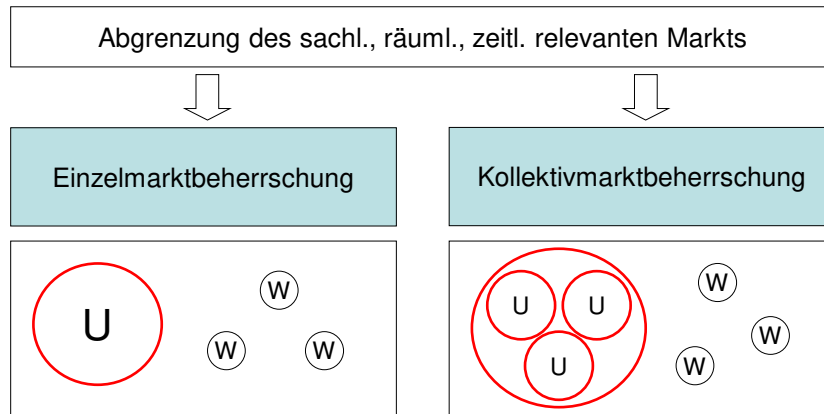 Abgrenzung des sachl., räuml., zeitl. relevanten Markts
Einzelmarktbeherrschung
Kollektivmarktbeherrschung
U
W
W
W
U
U
U
W
W
W